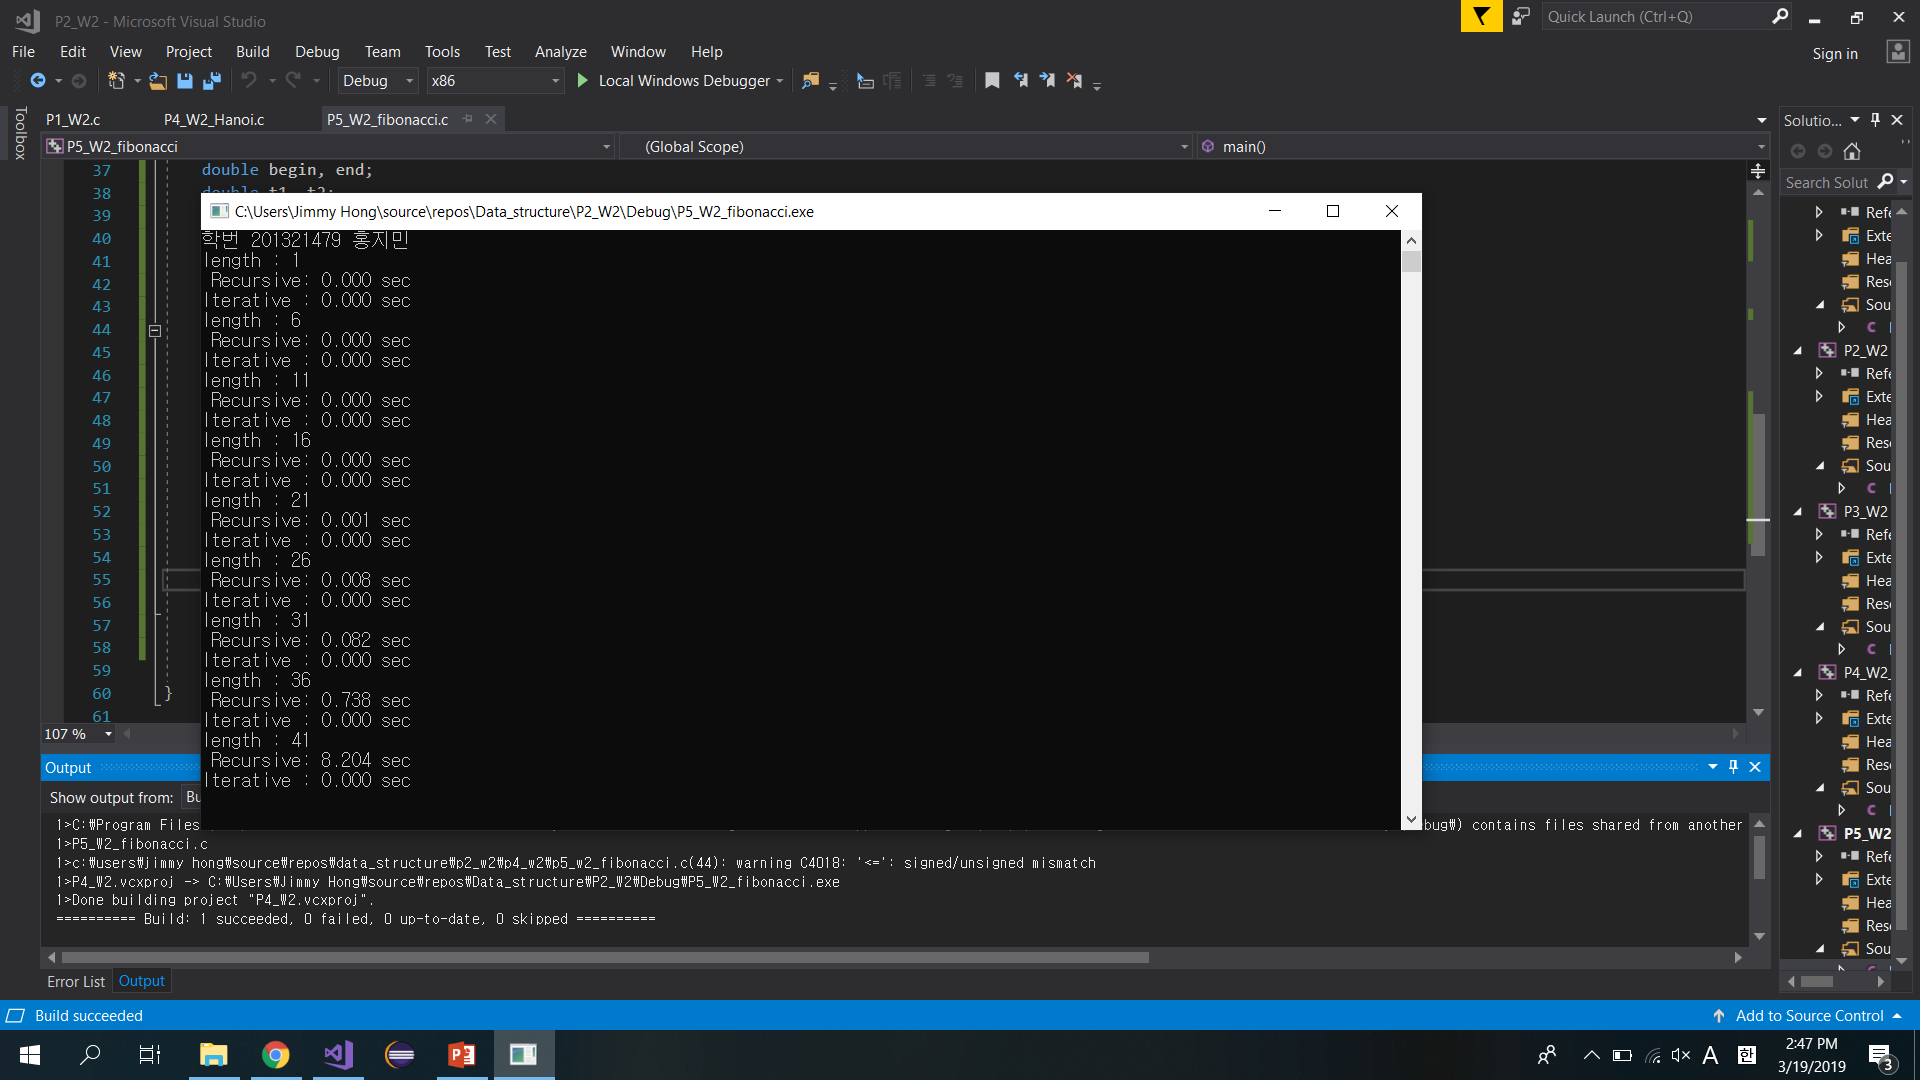 P2_W2 - Microsoft Visual Studio
Quick Launch (Ctrl+Q)
File Edit View Project Build Debug Team Tools Test Analyze Window Help
Sign in
Debug x86 Local Windows Debugger
Toolbox
P1_W2.c P4_W2_Hanoi.c P5_W2_fibonacci.c
Solutio...
P5_W2_fibonacci (Global Scope) main()
Search Solut
37 double begin, end;
38
39
40
41
42
43
44
45
46
47
48
49
50
51
52
53
54
55
56
57
58
59
60 }
61
C:\Users\Jimmy Hong\source\repos\Data_structure\P2_W2\Debug\P5_W2_fibonacci.exe
학번 201321479 홍지민
length : 1
Recursive: 0.000 sec
Iterative : 0.000 sec
length : 6
Recursive: 0.000 sec
Iterative : 0.000 sec
length : 11
Recursive: 0.000 sec
Iterative : 0.000 sec
length : 16
Recursive: 0.000 sec
Iterative : 0.000 sec
length : 21
Recursive: 0.001 sec
Iterative : 0.000 sec
length : 26
Recursive: 0.008 sec
Iterative : 0.000 sec
length : 31
Recursive: 0.082 sec
Iterative : 0.000 sec
length : 36
Recursive: 0.738 sec
Iterative : 0.000 sec
length : 41
Recursive: 8.204 sec
Iterative : 0.000 sec
Refe
Exte
Hea
Res
Sou
P2_W2
Refe
Exte
Hea
Res
Sou
P3_W2
Refe
Exte
Hea
Res
Sou
P4_W2_
Refe
Exte
Hea
Res
Sou
P5_W2
Refe
Exte
Hea
Res
Sou
107 %
Output
Show output from: Bu
1>C:₩Program Files
bug₩) contains files shared from another
1>P5_W2_fibonacci.c
1>c:₩users₩jimmy hong₩source₩repos₩data_structure₩p2_w2₩p4_w2₩p5_w2_fibonacci.c(44): warning C4018: '<=': signed/unsigned mismatch
1>P4_W2.vcxproj -> C:₩Users₩Jimmy Hong₩source₩repos₩Data_structure₩P2_W2₩Debug₩P5_W2_fibonacci.exe
1>Done building project "P4_W2.vcxproj".
========== Build: 1 succeeded, 0 failed, 0 up-to-date, 0 skipped ==========
Error List Output
Build succeeded
Add to Source Control
A 한 2:47 PM
3/19/2019
3